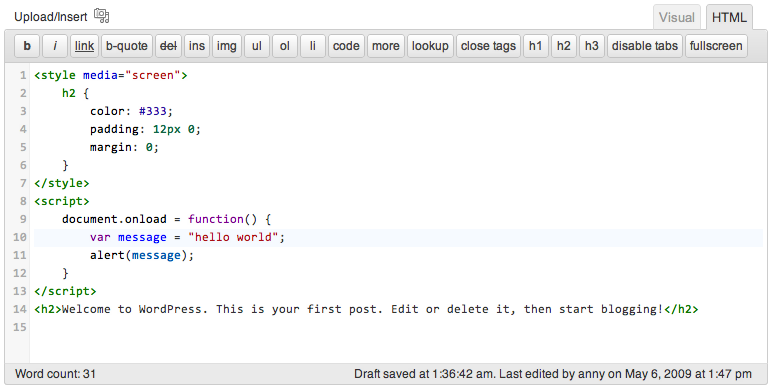 Upload/Insert
Visual HTML
b i link b-quote del ins img ul ol li code more lookup close tags h1 h2 h3 disable tabs fullscreen
1 <style media="screen">
2     h2 {
3         color: #333;
4         padding: 12px 0;
5         margin: 0;
6     }
7 </style>
8 <script>
9     document.onload = function() {
10         var message = "hello world";
11         alert(message);
12     }
13 </script>
14 <h2>Welcome to WordPress. This is your first post. Edit or delete it, then start blogging!</h2>
15
Word count: 31 Draft saved at 1:36:42 am. Last edited by anny on May 6, 2009 at 1:47 pm